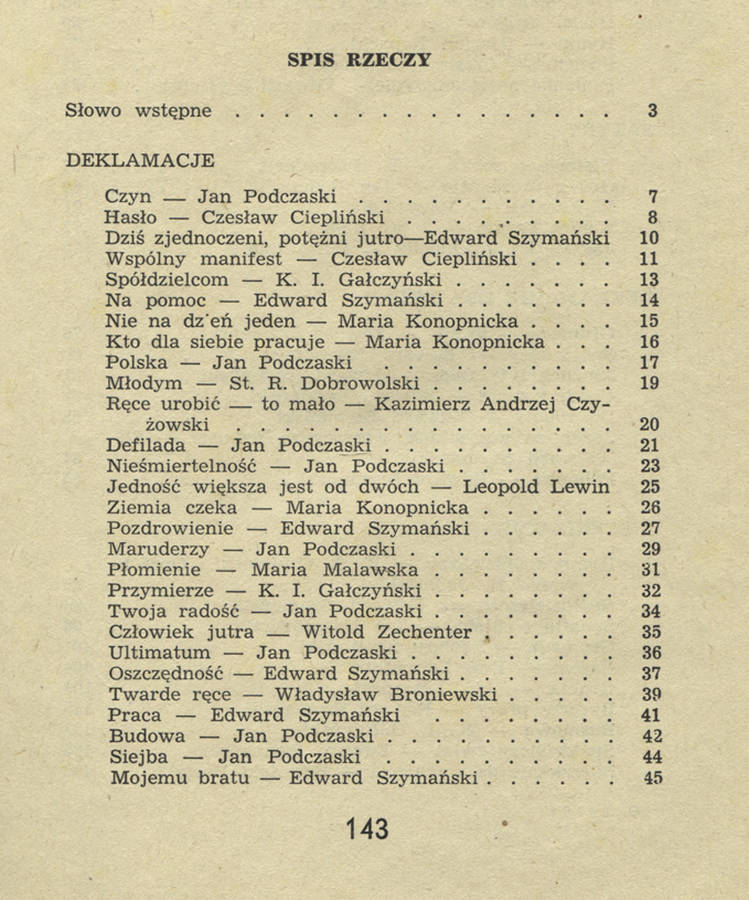 SPIS RZECZY
Słowo wstępne . . . . . . . . . . . . . . . . 3
DEKLAMACJE
Czyn — Jan Podczaski . . . . . . . . . . . 7
Hasło — Czesław Ciepliński . . . . . . . . . 8
Dziś zjednoczeni, potężni jutro—Edward Szymański 10
Wspólny manifest — Czesław Ciepliński . . . . 11
Spółdzielcom — K. I. Gałczyński . . . . . . . 13
Na pomoc — Edward Szymański . . . . . . . 14
Nie na dz'eń jeden — Maria Konopnicka . . . . 15
Kto dla siebie pracuje — Maria Konopnicka . . . 16
Polska — Jan Podczaski . . . . . . . . . . 17
Młodym — St. R. Dobrowolski . . . . . . . . 19
Ręce urobić — to mało — Kazimierz Andrzej Czy-
żowski . . . . . . . . . . . . . . . . 20
Defilada — Jan Podczaski . . . . . . . . . . 21
Nieśmiertelność — Jan Podczaski . . . . . . . 23
Jedność większa jest od dwóch — Leopold Lewin 25
Ziemia czeka — Maria Konopnicka . . . . . . 26
Pozdrowienie — Edward Szymański . . . . . . 27
Maruderzy — Jan Podczaski . . . . . . . . . 29
Płomienie — Maria Malawska . . . . . . . . 31
Przymierze — K. I. Gałczyński . . . . . . . . 32
Twoja radość — Jan Podczaski . . . . . . . . 34
Człowiek jutra — Witold Zechenter . . . . . . 35
Ultimatum — Jan Podczaski . . . . . . . . . 36
Oszczędność — Edward Szymański . . . . . . . 37
Twarde ręce — Władysław Broniewski . . . . . 39
Praca — Edward Szymański . . . . . . . . 41
Budowa — Jan Podczaski . . . . . . . . . . 42
Siejba — Jan Podczaski . . . . . . . . . . 44
Mojemu bratu — Edward Szymański . . . . . . 45
143